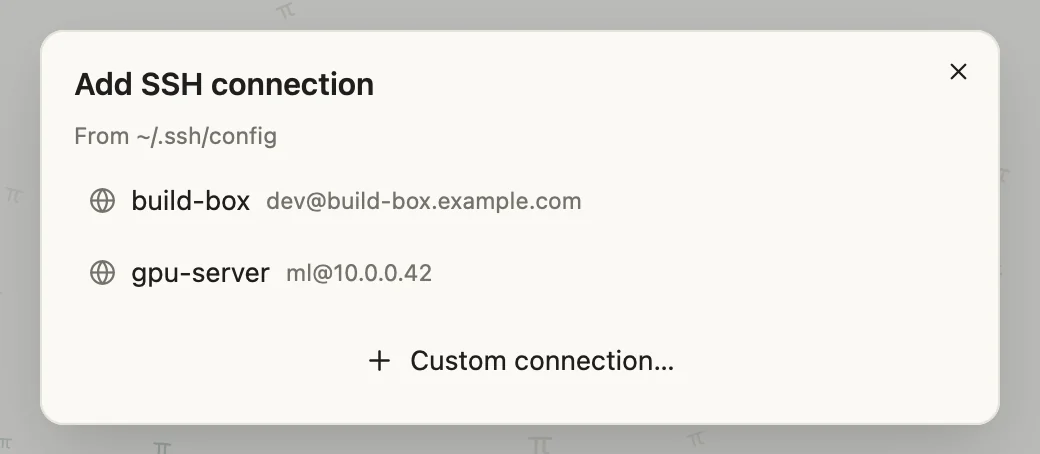 Add SSH connection
From ~/.ssh/config
build-box dev@build-box.example.com
gpu-server ml@10.0.0.42
+ Custom connection...
π
π
π
π
π
π